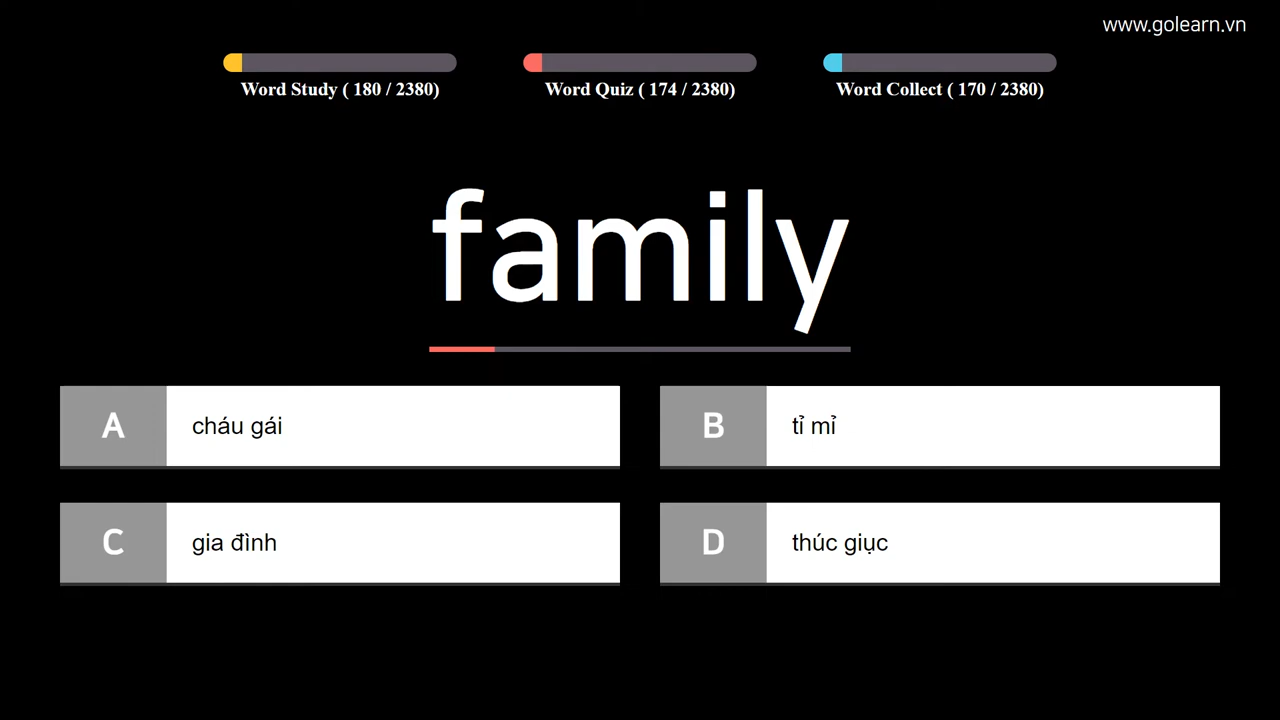 www.golearn.vn
Word Study ( 180 / 2380)
Word Quiz ( 174 / 2380)
Word Collect ( 170 / 2380)
family
A cháu gái
B tỉ mỉ
C gia đình
D thúc giục